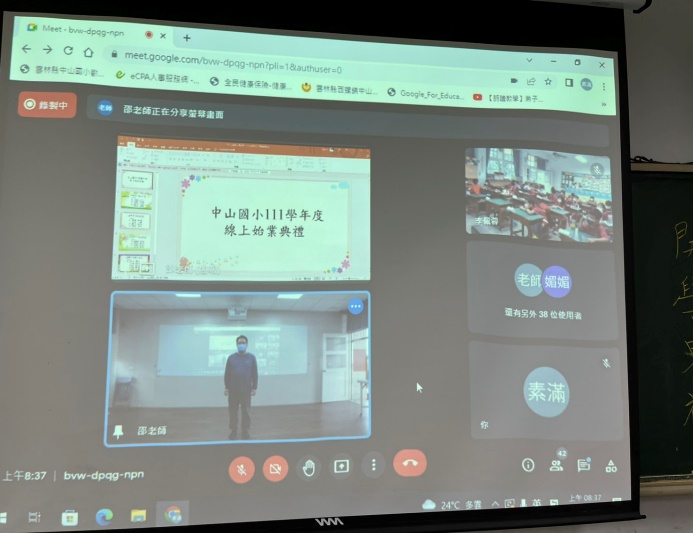 Meet - bvw-dpqg-npn
meet.google.com/bvw-dpqg-npn?pli=1&authuser=0
雲林縣中山國小數...
eCPA人事服務網 -...
全民健康保險-健康...
雲林縣西螺鎮中山...
Google_For_Educa...
錄製中
老師
邵老師正在分享螢幕畫面
中山國小111學年度
線上始業典禮
老師
媚媚
還有另外 38 位使用者
素滿
你
邵老師
上午8:37 | bvw-dpqg-npn
42
24°C 多雲
英
上午 08:37